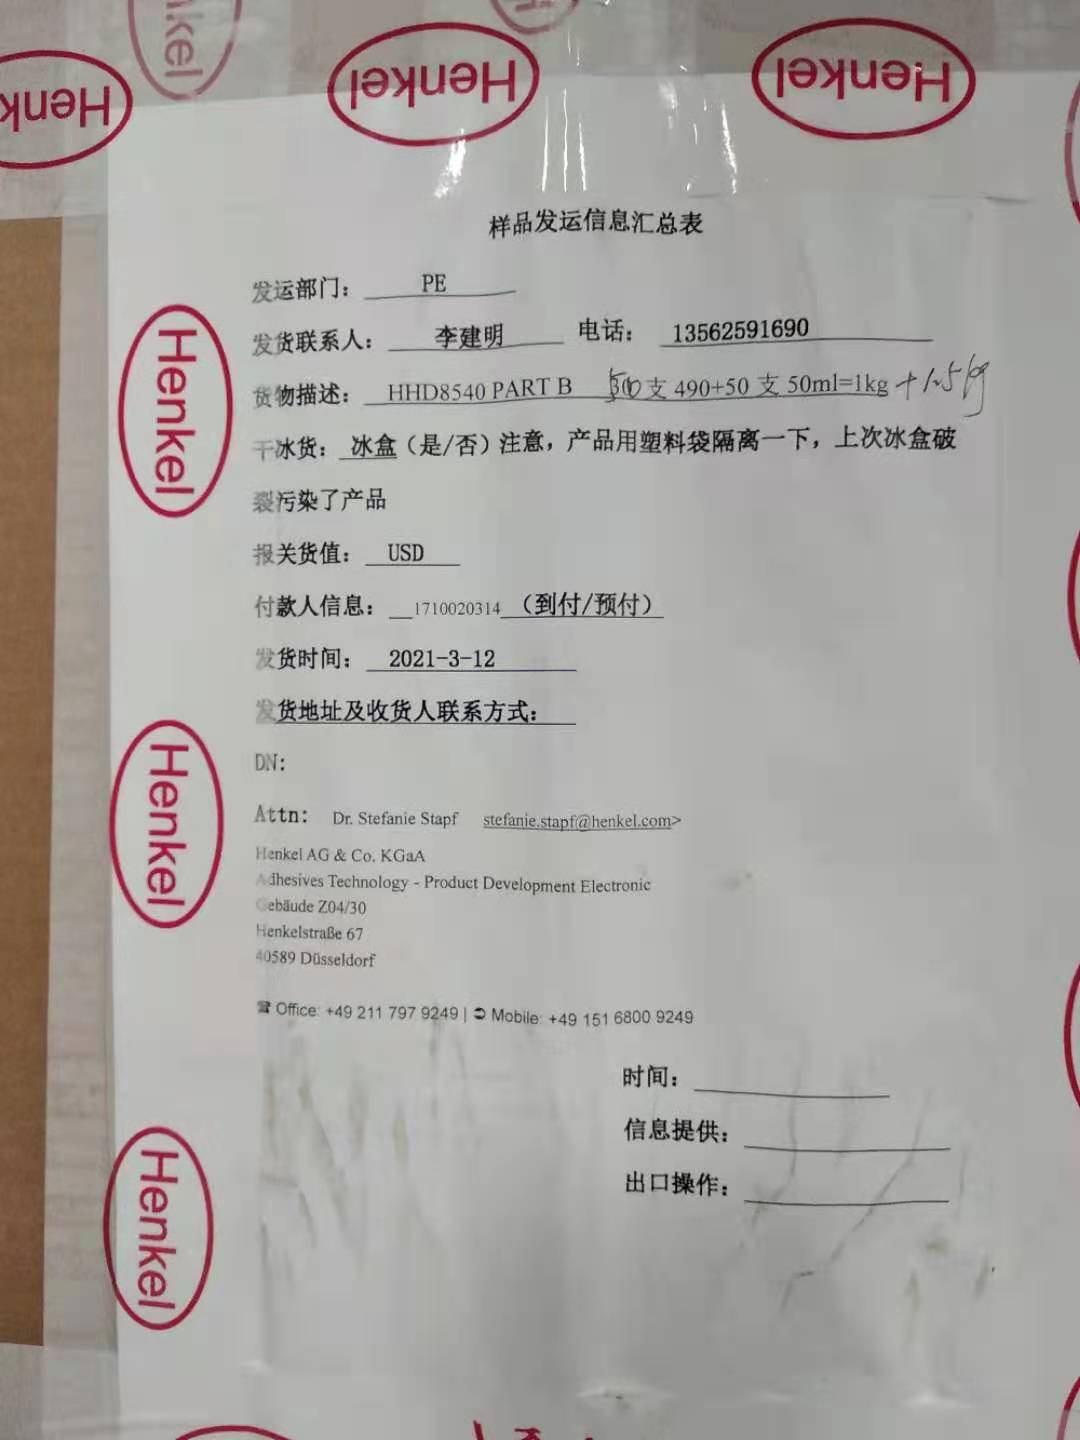 Henkel
Henkel
Henkel
Henkel
样品发运信息汇总表
发运部门: PE
发货联系人: 李建明 电话: 13562591690
货物描述: HHD8540 PART B 支 490+50 支 50ml=1kg + 1.5kg
干冰货: 冰盒(是/否)注意,产品用塑料袋隔离一下,上次冰盒破
裂污染了产品
报关货值: USD
付款人信息: 1710020314 (到付/预付)
发货时间: 2021-3-12
发货地址及收货人联系方式:
DN:
Attn: Dr. Stefanie Stapf stefanie.stapf@henkel.com>
Henkel AG & Co. KGaA
Adhesives Technology - Product Development Electronic
Gebäude Z04/30
Henkelstraße 67
40589 Düsseldorf
Office: +49 211 797 9249 | Mobile: +49 151 6800 9249
时间:
信息提供:
出口操作:
Henkel
Henkel
Henkel